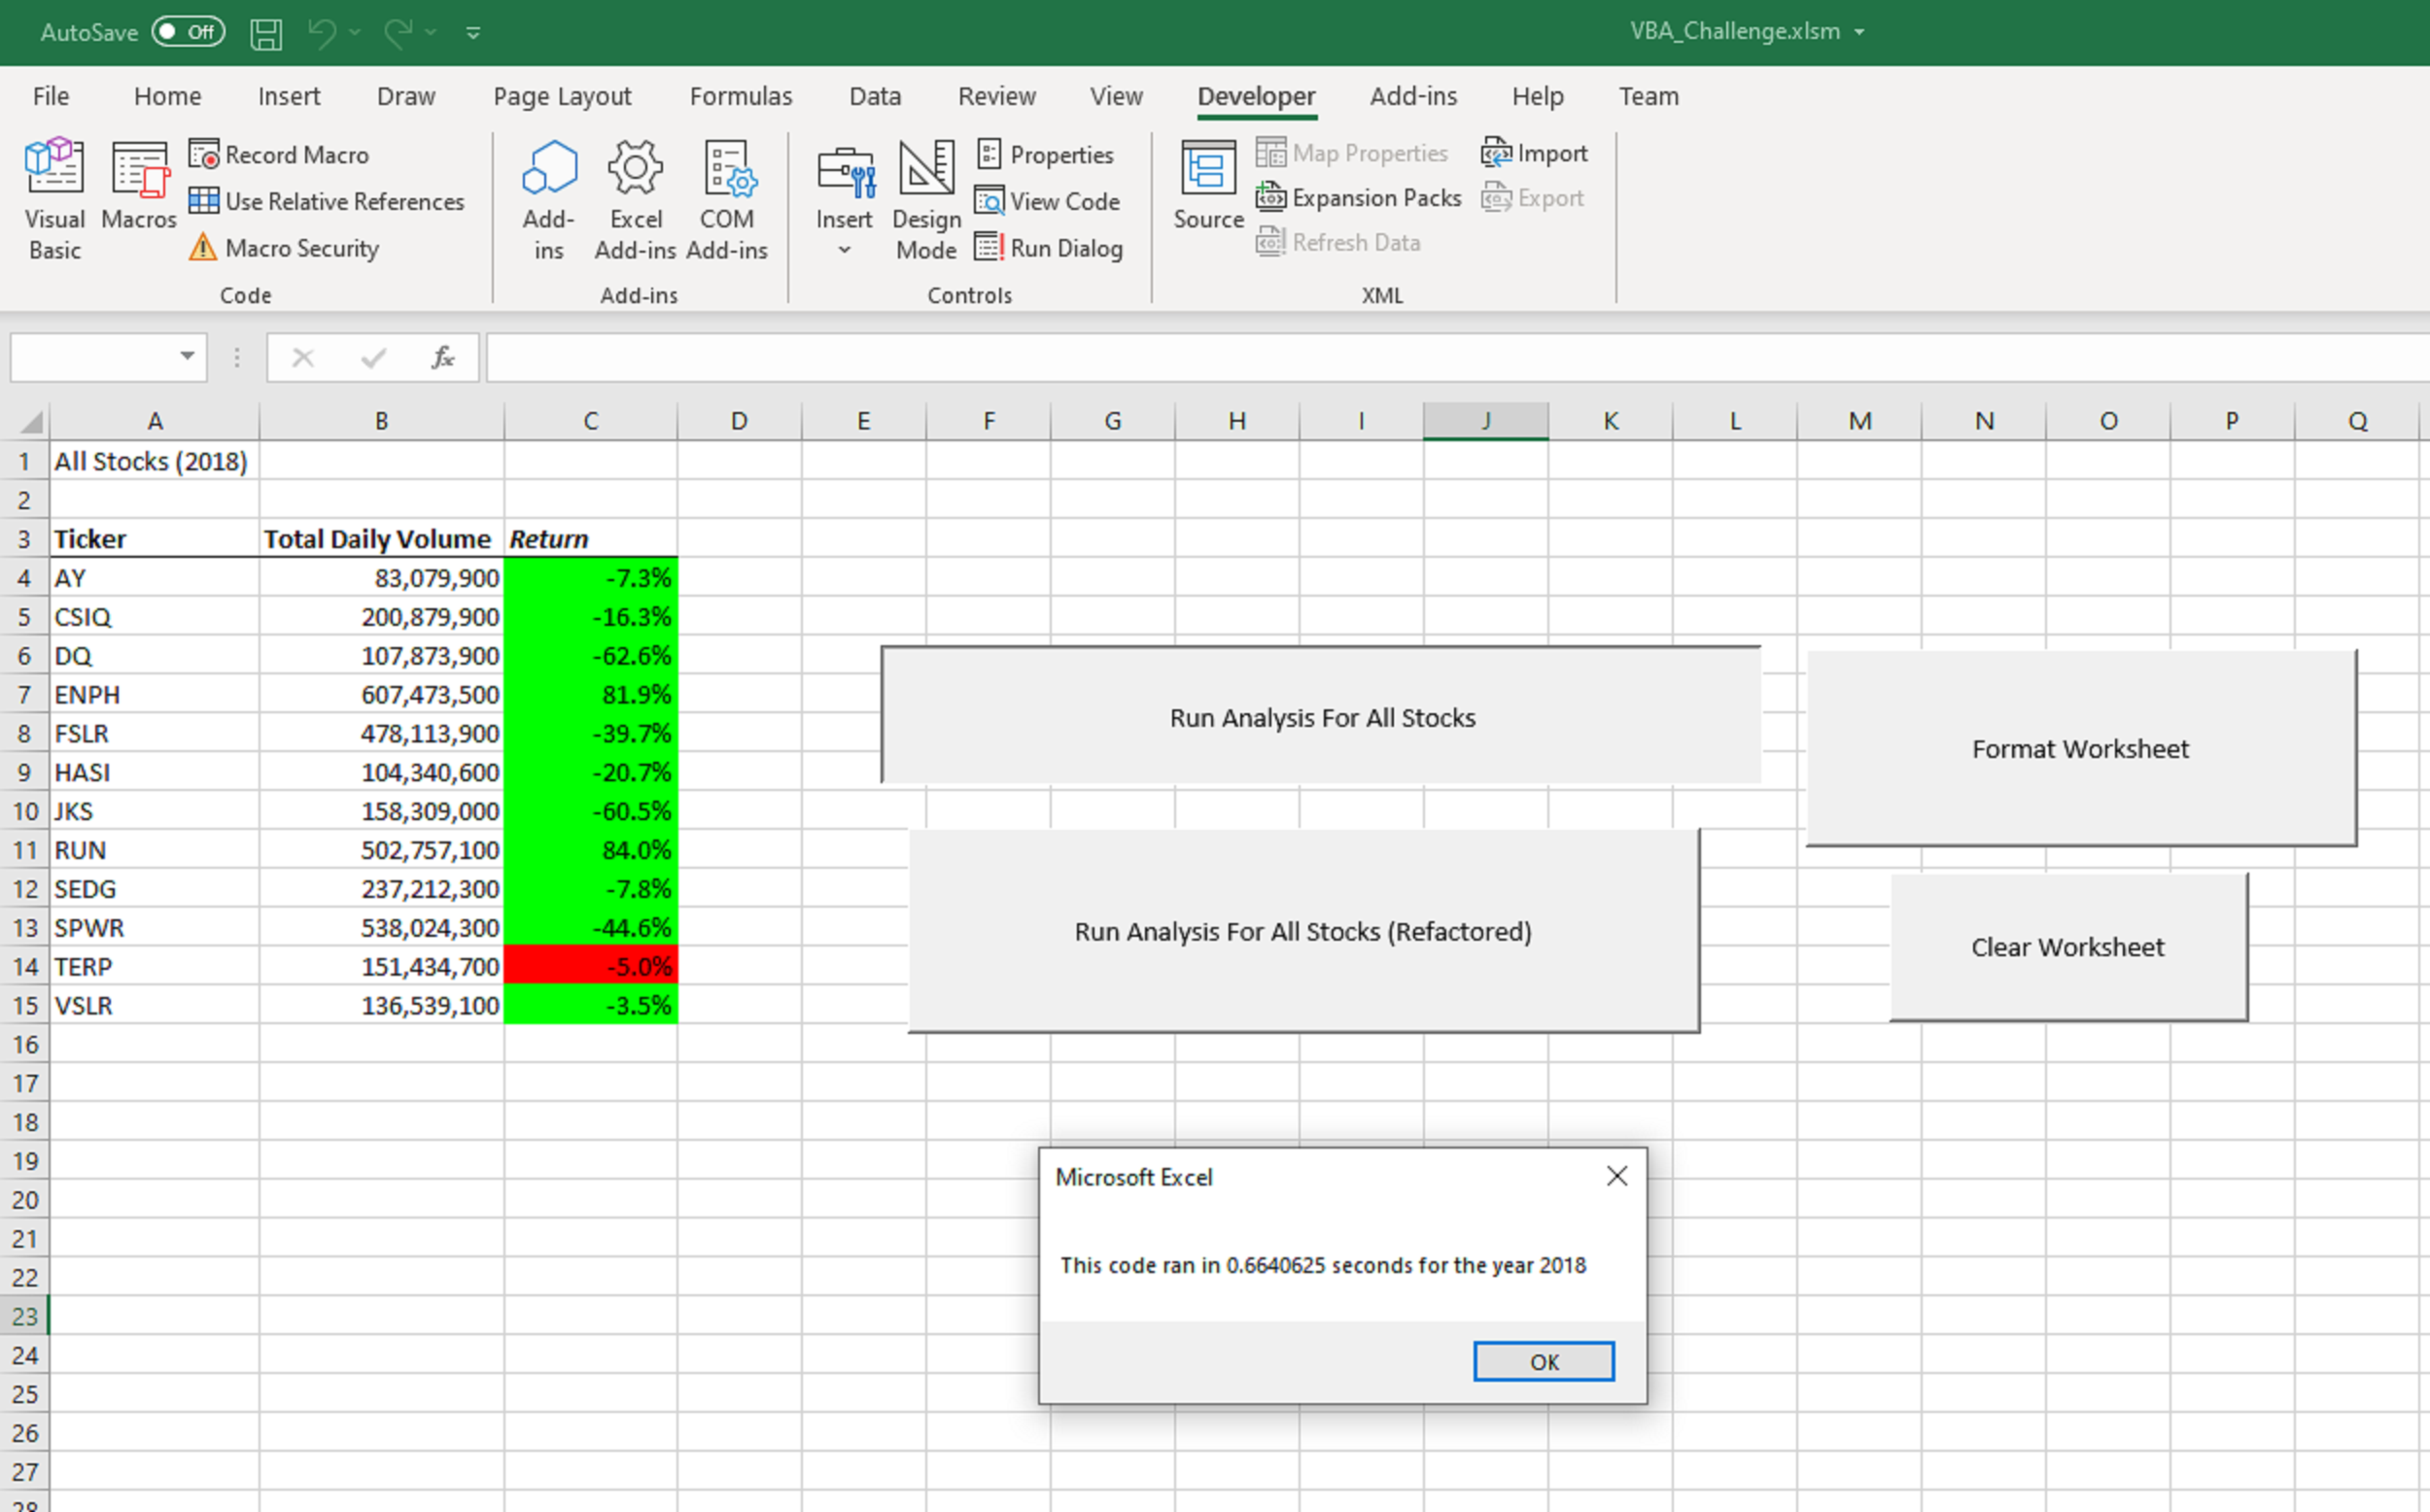 AutoSave Off VBA_Challenge.xlsm
File Home Insert Draw Page Layout Formulas Data Review View Developer Add-ins Help Team
Visual Basic
Macros
Record Macro
Use Relative References
Macro Security
Code
Add-ins
Excel Add-ins
COM Add-ins
Add-ins
Insert
Design Mode
Properties
View Code
Run Dialog
Controls
Source
Map Properties
Expansion Packs
Refresh Data
Import
Export
XML
fx
A B C D E F G H I J K L M N O P Q
1 All Stocks (2018)
2
3 Ticker Total Daily Volume Return
4 AY 83,079,900 -7.3%
5 CSIQ 200,879,900 -16.3%
6 DQ 107,873,900 -62.6%
7 ENPH 607,473,500 81.9%
8 FSLR 478,113,900 -39.7%
9 HASI 104,340,600 -20.7%
10 JKS 158,309,000 -60.5%
11 RUN 502,757,100 84.0%
12 SEDG 237,212,300 -7.8%
13 SPWR 538,024,300 -44.6%
14 TERP 151,434,700 -5.0%
15 VSLR 136,539,100 -3.5%
16
17
18
19
20
21
22
23
24
25
26
27
28
Run Analysis For All Stocks
Format Worksheet
Run Analysis For All Stocks (Refactored)
Clear Worksheet
Microsoft Excel
This code ran in 0.6640625 seconds for the year 2018
OK